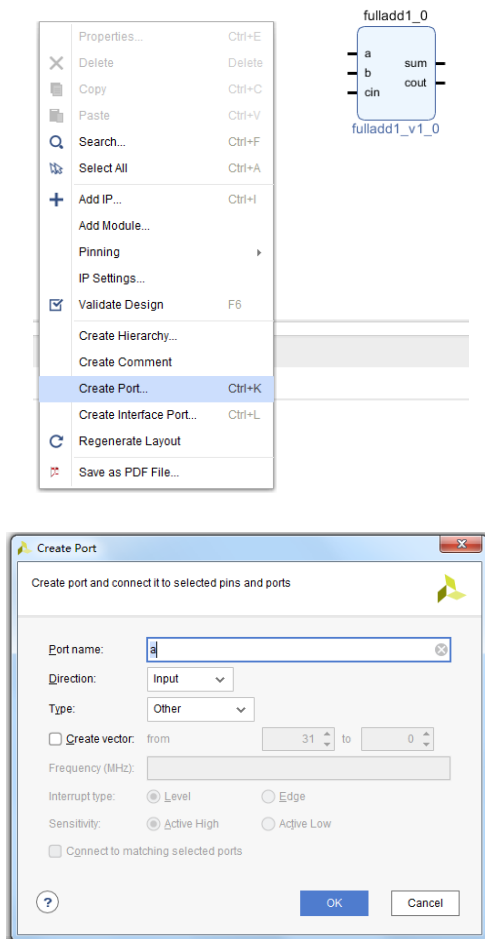 fulladd1_0
Properties... Ctrl+E
Delete Delete
Copy Ctrl+C
Paste Ctrl+V
Search... Ctrl+F
Select All Ctrl+A
Add IP... Ctrl+I
Add Module...
Pinning
IP Settings...
Validate Design F6
Create Hierarchy...
Create Comment
Create Port... Ctrl+K
Create Interface Port... Ctrl+L
Regenerate Layout
Save as PDF File...
a
b
cin
sum
cout
fulladd1_v1_0
Create Port
Create port and connect it to selected pins and ports
Port name: a
Direction: Input
Type: Other
Create vector: from 31 to 0
Frequency (MHz):
Interrupt type: Level Edge
Sensitivity: Active High Active Low
Connect to matching selected ports
? OK Cancel